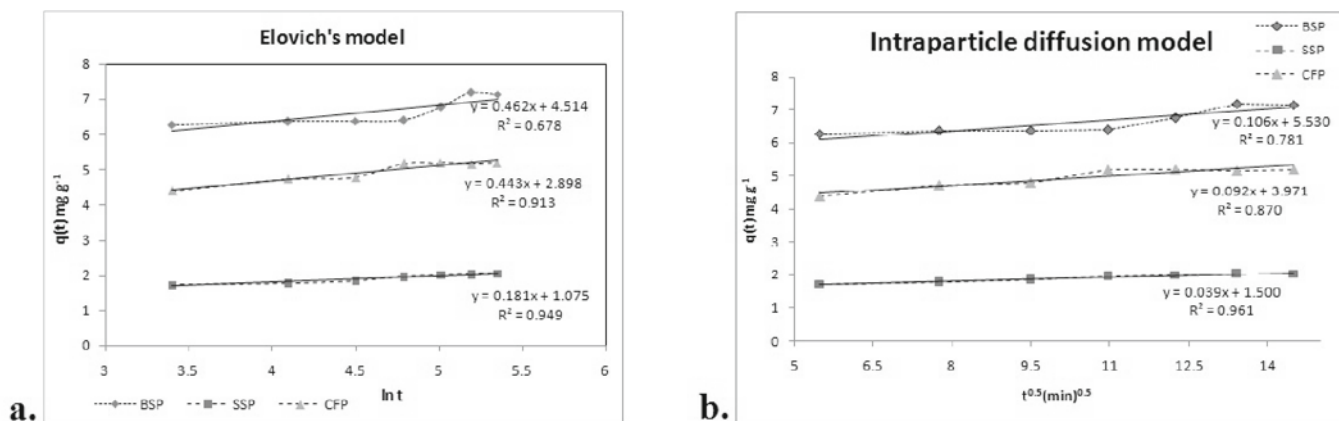 Elovich's model
8
7
6
5
4
3
2
1
0
q(t) mg g⁻¹
y = 0.462x + 4.514
R² = 0.678
y = 0.443x + 2.898
R² = 0.913
y = 0.181x + 1.075
R² = 0.949
3 3.5 4 4.5 5 5.5 6
ln t
BSP SSP CFP
a.
Intraparticle diffusion model
BSP
SSP
CFP
8
7
6
5
4
3
2
1
0
q(t) mg g⁻¹
y = 0.106x + 5.530
R² = 0.781
y = 0.092x + 3.971
R² = 0.870
y = 0.039x + 1.500
R² = 0.961
5 6.5 8 9.5 11 12.5 14
t⁰·⁵(min)⁰·⁵
b.